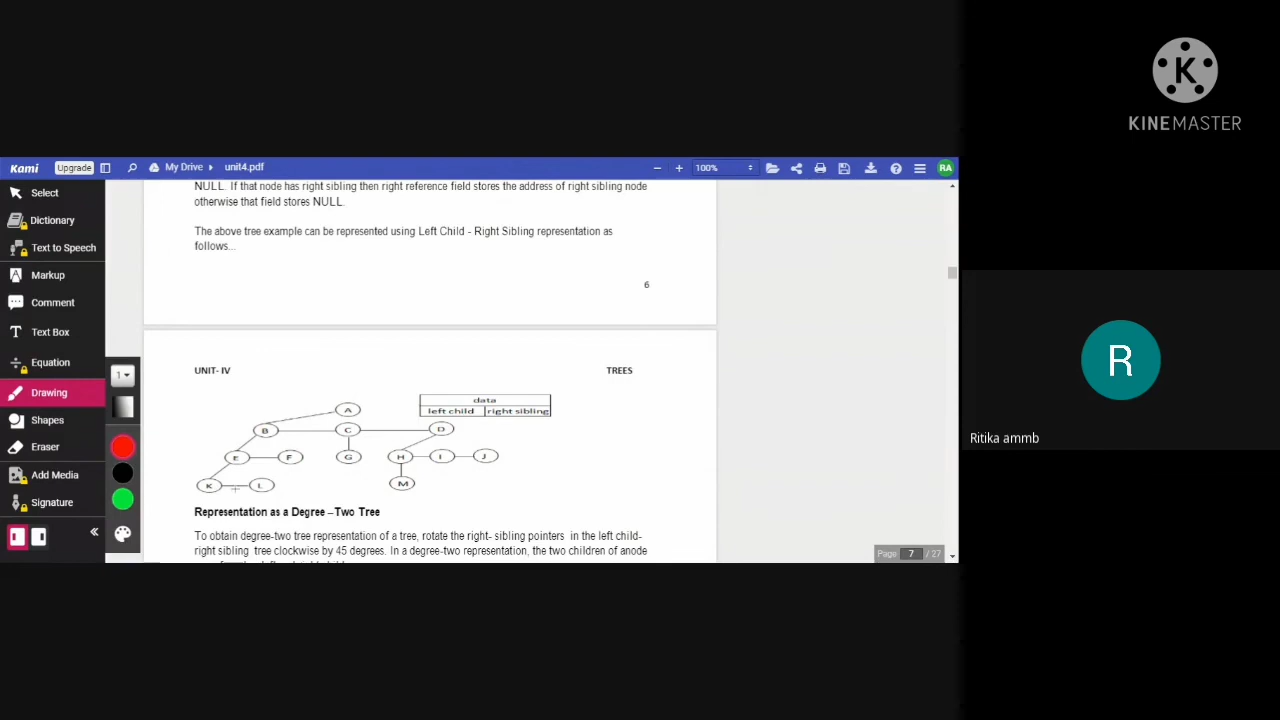 K
KINEMASTER
Kami
Upgrade
My Drive
unit4.pdf
100%
RA
Select
Dictionary
Text to Speech
Markup
Comment
Text Box
Equation
Drawing
Shapes
Eraser
Add Media
Signature
1
NULL. If that node has right sibling then right reference field stores the address of right sibling node
otherwise that field stores NULL.
The above tree example can be represented using Left Child - Right Sibling representation as
follows...
6
UNIT- IV
TREES
data
left child right sibling
A
B C D
E F G H I J
K L M
Representation as a Degree –Two Tree
To obtain degree-two tree representation of a tree, rotate the right- sibling pointers in the left child-
right sibling tree clockwise by 45 degrees. In a degree-two representation, the two children of anode
Page 7 / 27
R
Ritika ammb